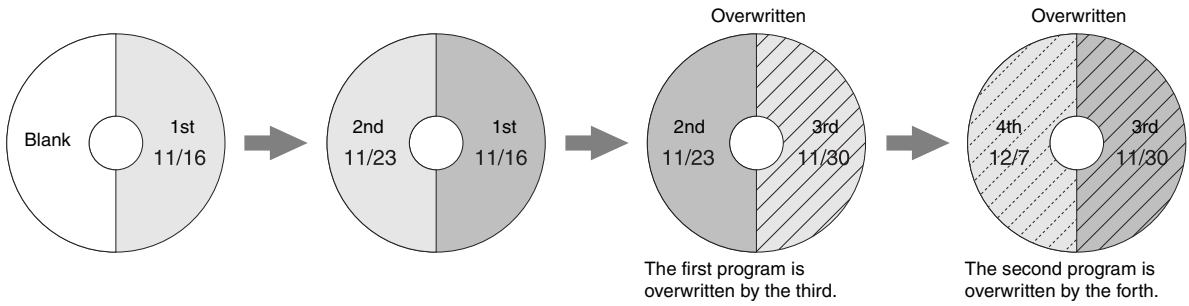 Blank
1st
11/16
2nd
11/23
1st
11/16
Overwritten
2nd
11/23
3rd
11/30
The first program is
overwritten by the third.
Overwritten
4th
12/7
3rd
11/30
The second program is
overwritten by the forth.